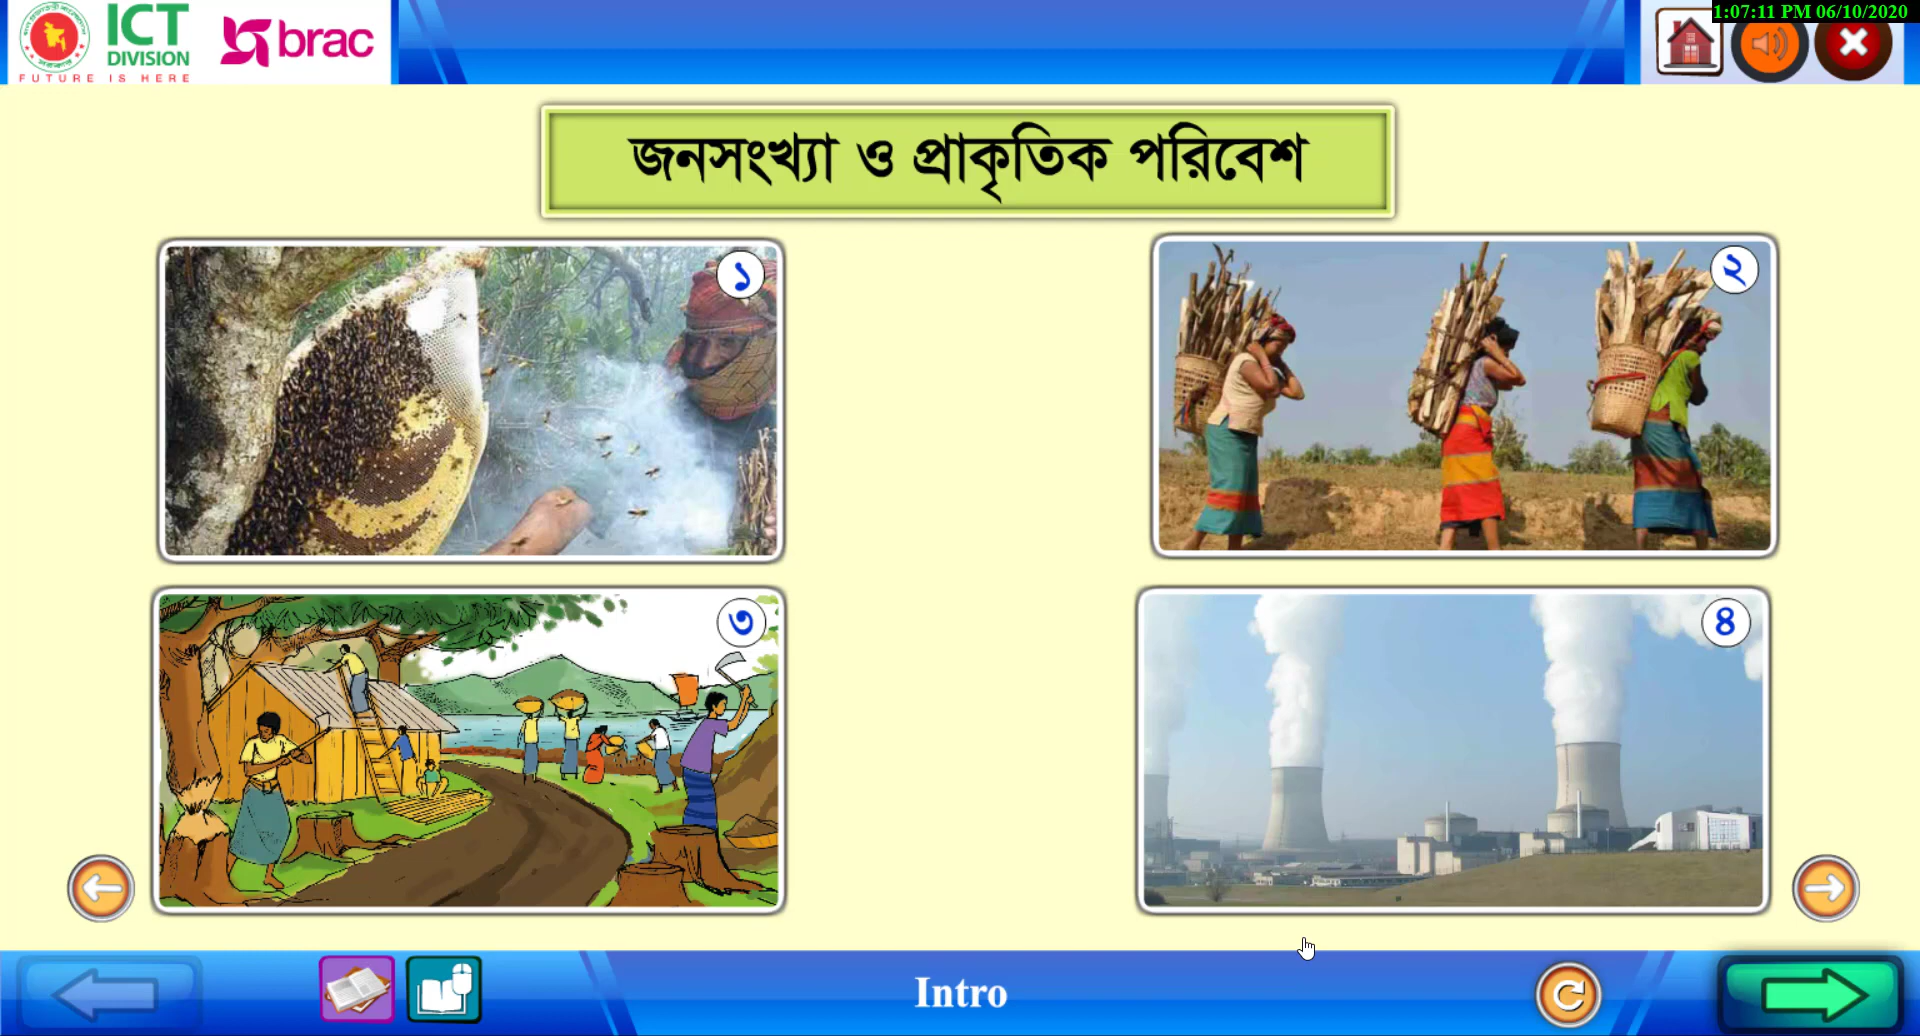 1:07:11 PM 06/10/2020
ICT
DIVISION
FUTURE IS HERE
brac
জনসংখ্যা ও প্রাকৃতিক পরিবেশ
১
২
৩
৪
Intro